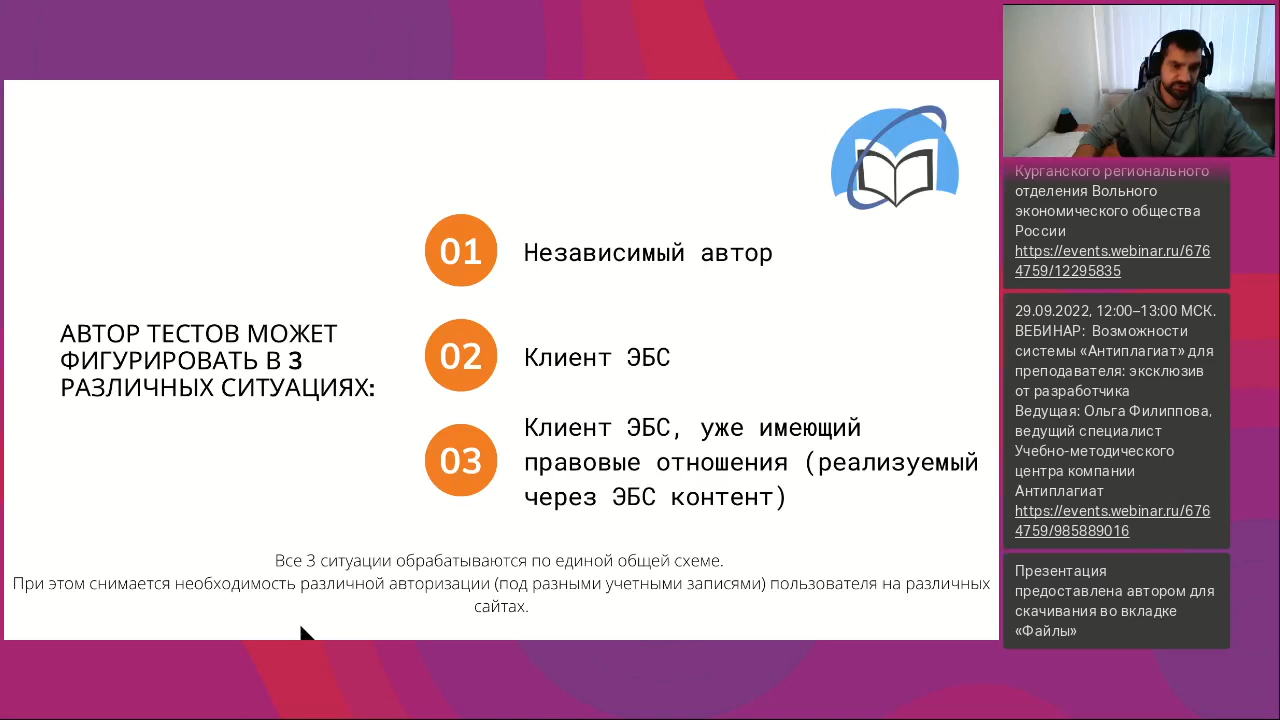 АВТОР ТЕСТОВ МОЖЕТ
ФИГУРИРОВАТЬ В 3
РАЗЛИЧНЫХ СИТУАЦИЯХ:
01
Независимый автор
02
Клиент ЭБС
03
Клиент ЭБС, уже имеющий
правовые отношения (реализуемый
через ЭБС контент)
Все 3 ситуации обрабатываются по единой общей схеме.
При этом снимается необходимость различной авторизации (под разными учетными записями) пользователя на различных
сайтах.
Курганского регионального
отделения Вольного
экономического общества
России
https://events.webinar.ru/676
4759/12295835
29.09.2022, 12:00–13:00 МСК.
ВЕБИНАР: Возможности
системы «Антиплагиат» для
преподавателя: эксклюзив
от разработчика
Ведущая: Ольга Филиппова,
ведущий специалист
Учебно-методического
центра компании
Антиплагиат
https://events.webinar.ru/676
4759/985889016
Презентация
предоставлена автором для
скачивания во вкладке
«Файлы»